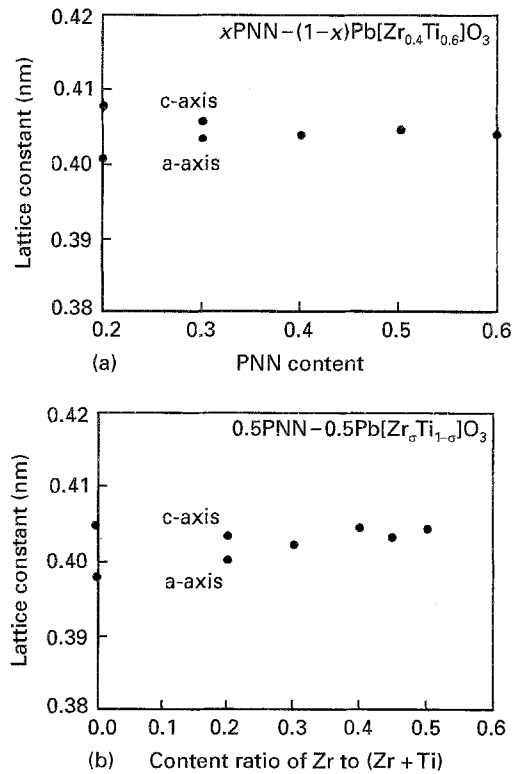 xPNN–(1–x)Pb[Zr0.4Ti0.6]O3
0.42
0.41
0.40
0.39
0.38
Lattice constant (nm)
c-axis
a-axis
0.2 0.3 0.4 0.5 0.6
(a) PNN content
0.5PNN–0.5Pb[ZrσTi1–σ]O3
0.42
0.41
0.40
0.39
0.38
Lattice constant (nm)
c-axis
a-axis
0.0 0.1 0.2 0.3 0.4 0.5 0.6
(b) Content ratio of Zr to (Zr + Ti)